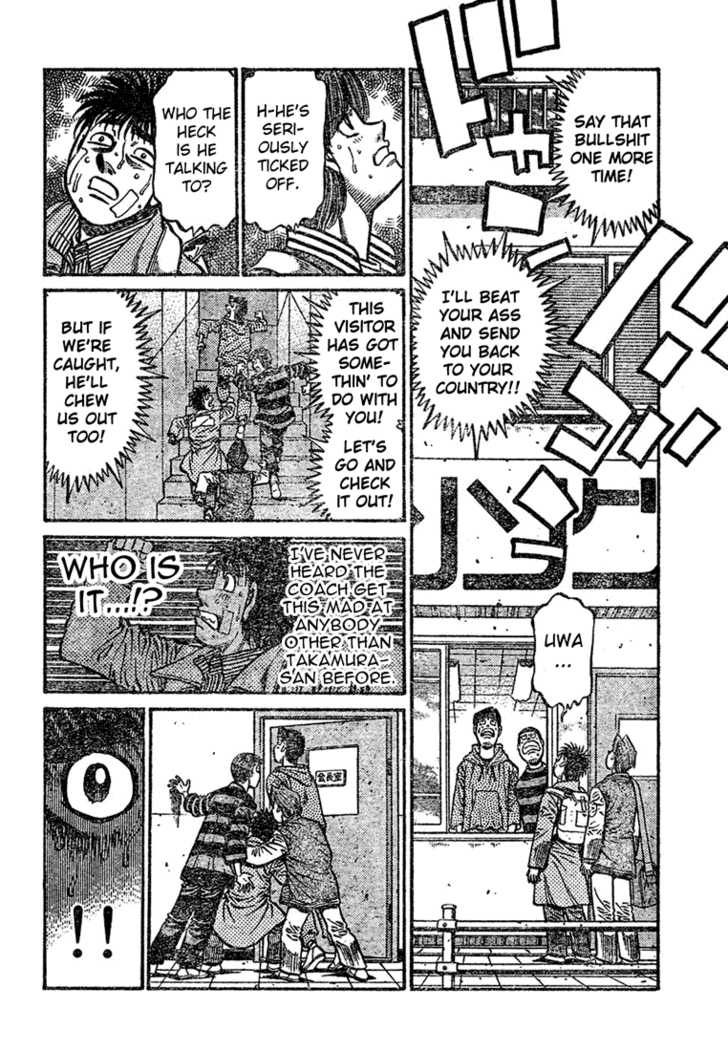 SAY THAT
BULLSHIT
ONE MORE
TIME!
I'LL BEAT
YOUR ASS
AND SEND
YOU BACK
TO YOUR
COUNTRY!!
UWA
...
H-HE'S
SERI-
OUSLY
TICKED
OFF.
WHO THE
HECK
IS HE
TALKING
TO?
THIS
VISITOR
HAS GOT
SOME-
THIN' TO
DO WITH
YOU!
LET'S
GO AND
CHECK
IT OUT!
BUT IF
WE'RE
CAUGHT,
HE'LL
CHEW
US OUT
TOO!
I'VE NEVER
HEARD THE
COACH GET
THIS MAD AT
ANYBODY
OTHER THAN
TAKAMURA-
SAN BEFORE.
WHO IS
IT...!?
会長室
!!